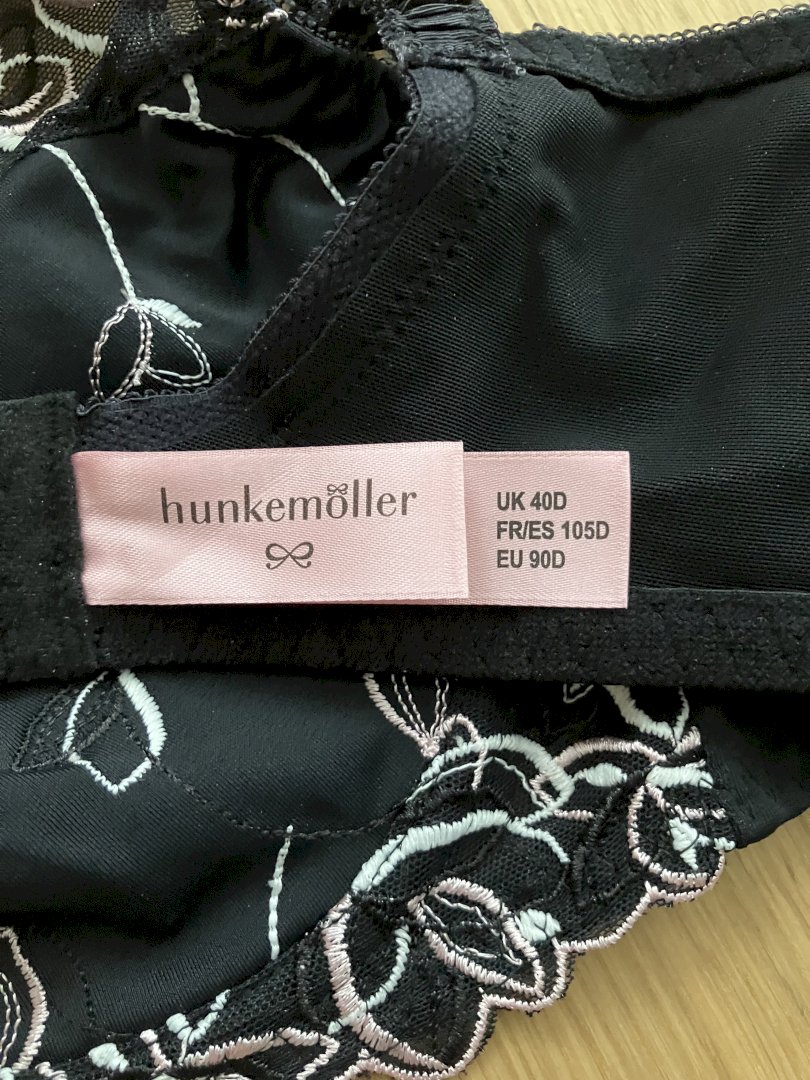 hunkemöller
UK 40D
FR/ES 105D
EU 90D